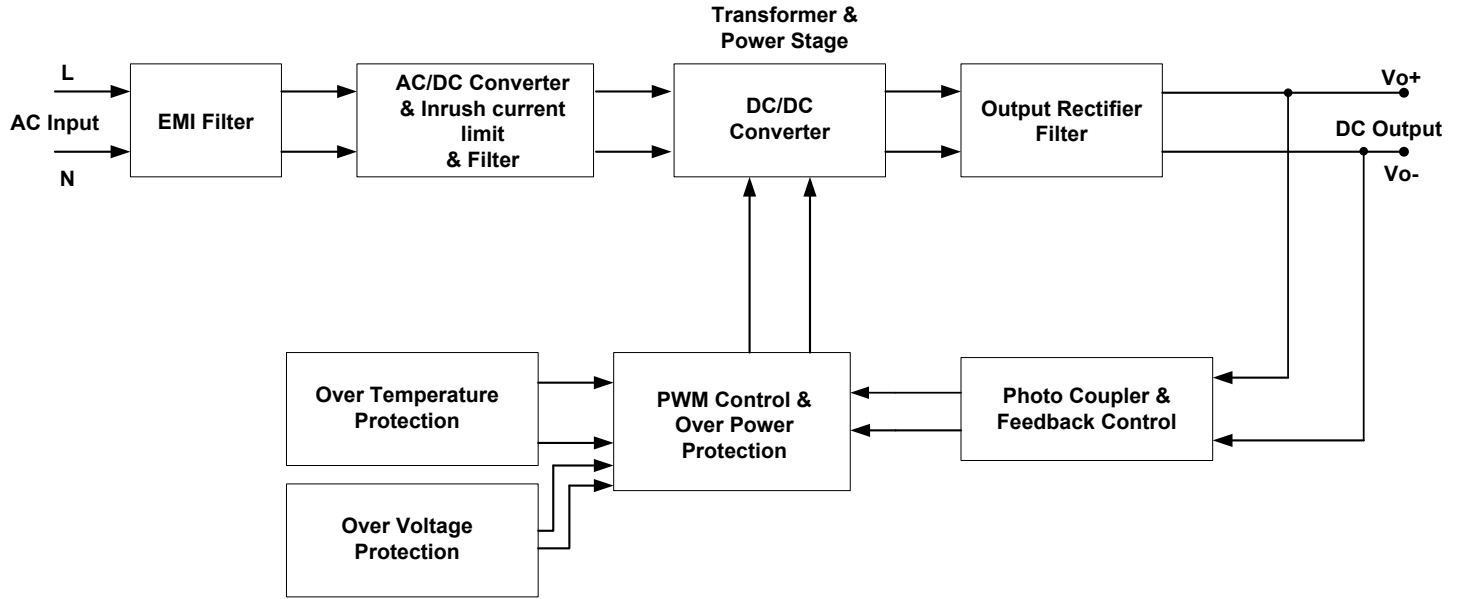 Transformer &
Power Stage
L
AC Input
N
EMI Filter
AC/DC Converter
& Inrush current
limit
& Filter
DC/DC
Converter
Output Rectifier
Filter
Vo+
DC Output
Vo-
Over Temperature
Protection
PWM Control &
Over Power
Protection
Photo Coupler &
Feedback Control
Over Voltage
Protection